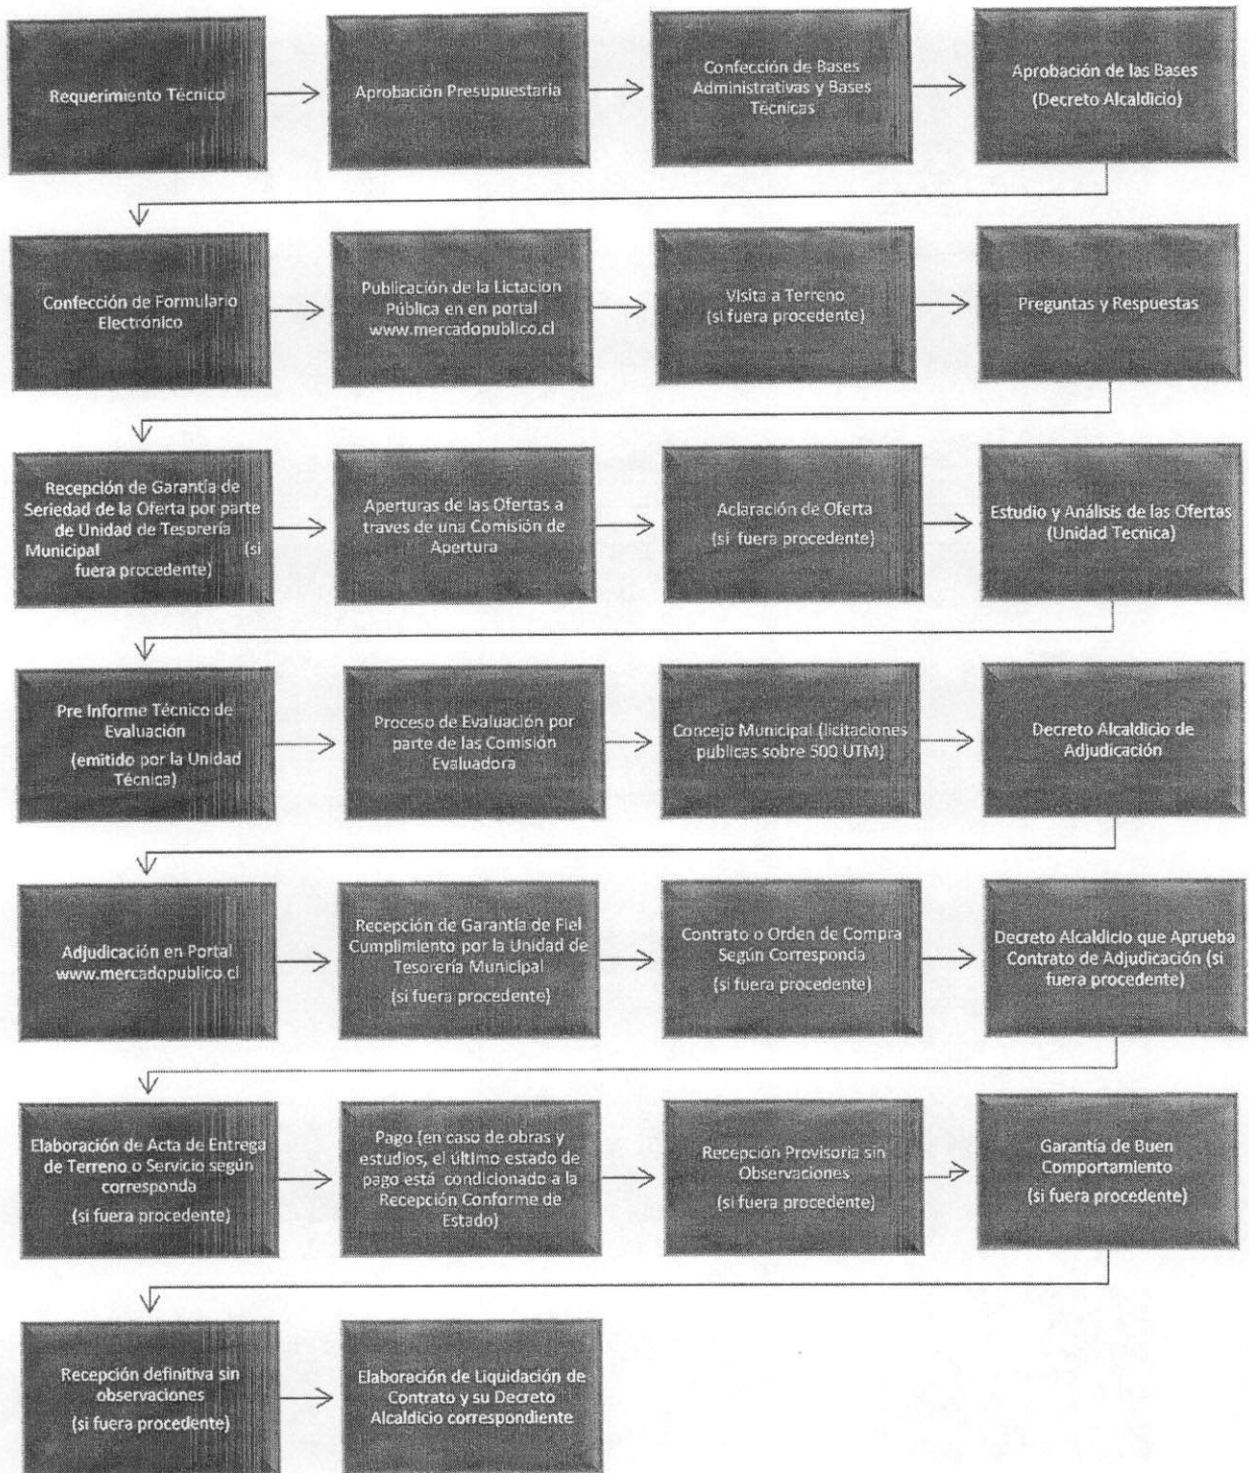 Requerimiento Técnico
Aprobación Presupuestaria
Confección de Bases
Administrativas y Bases
Técnicas
Aprobación de las Bases
(Decreto Alcaldicio)
Confección de Formulario
Electrónico
Publicación de la Lictacion
Pública en en portal
www.mercadopublico.cl
Visita a Terreno
(si fuera procedente)
Preguntas y Respuestas
Recepción de Garantía de
Seriedad de la Oferta por parte
de Unidad de Tesorería
Municipal (si
fuera procedente)
Aperturas de las Ofertas a
traves de una Comisión de
Apertura
Aclaración de Oferta
(si fuera procedente)
Estudio y Análisis de las Ofertas
(Unidad Tecnica)
Pre Informe Técnico de
Evaluación
(emitido por la Unidad
Técnica)
Proceso de Evaluación por
parte de las Comisión
Evaluadora
Concejo Municipal (licitaciones
publicas sobre 500 UTM)
Decreto Alcaldicio de
Adjudicación
Adjudicación en Portal
www.mercadopublico.cl
Recepción de Garantía de Fiel
Cumplimiento por la Unidad de
Tesorería Municipal
(si fuera procedente)
Contrato o Orden de Compra
Según Corresponda
(si fuera procedente)
Decreto Alcaldicio que Aprueba
Contrato de Adjudicación (si
fuera procedente)
Elaboración de Acta de Entrega
de Terreno o Servicio según
corresponda
(si fuera procedente)
Pago (en caso de obras y
estudios, el último estado de
pago está condicionado a la
Recepción Conforme de
Estado)
Recepción Provisoria sin
Observaciones
(si fuera procedente)
Garantía de Buen
Comportamiento
(si fuera procedente)
Recepción definitiva sin
observaciones
(si fuera procedente)
Elaboración de Liquidación de
Contrato y su Decreto
Alcaldicio correspondiente